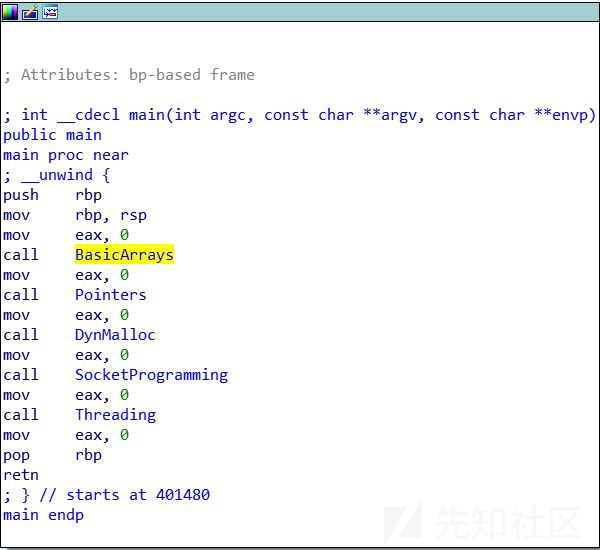 ; Attributes: bp-based frame
; int __cdecl main(int argc, const char **argv, const char **envp)
public main
main proc near
; __unwind {
push    rbp
mov     rbp, rsp
mov     eax, 0
call    BasicArrays
mov     eax, 0
call    Pointers
mov     eax, 0
call    DynMalloc
mov     eax, 0
call    SocketProgramming
mov     eax, 0
call    Threading
mov     eax, 0
pop     rbp
retn
; } // starts at 401480
main endp
先知社区